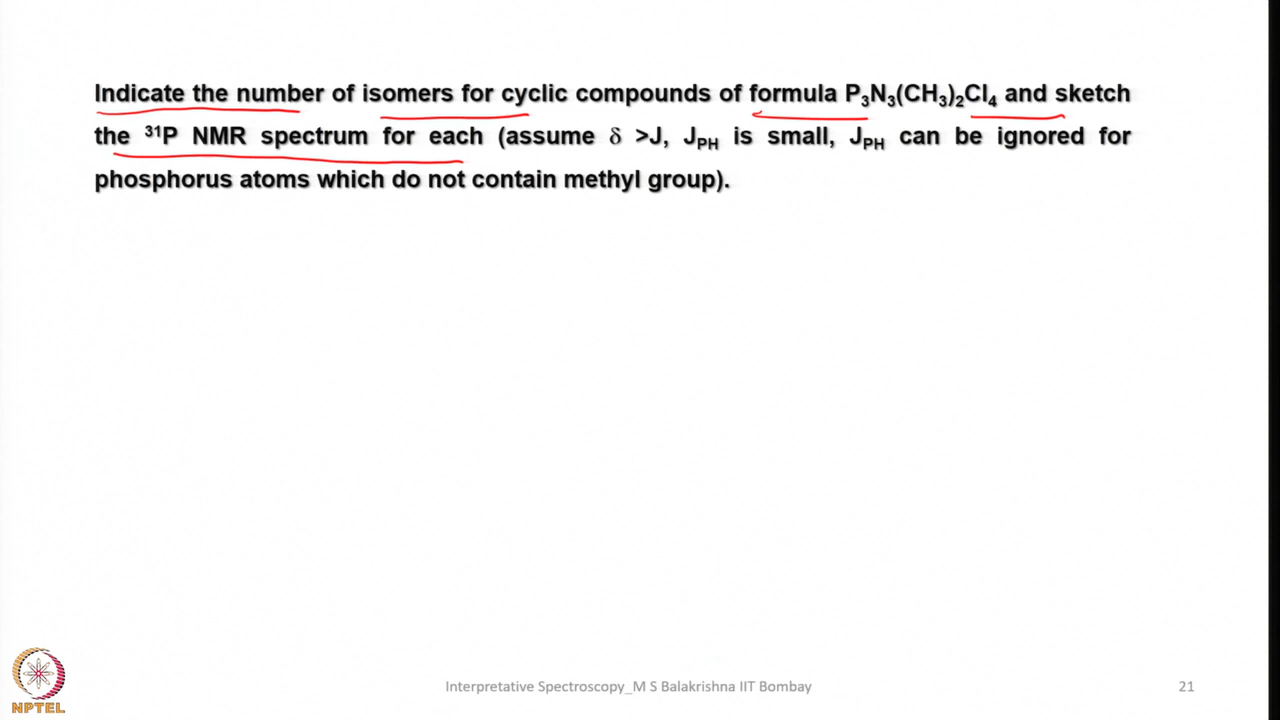 Indicate the number of isomers for cyclic compounds of formula P₃N₃(CH₃)₂Cl₄ and sketch
the ³¹P NMR spectrum for each (assume δ >J, J_PH is small, J_PH can be ignored for
phosphorus atoms which do not contain methyl group).
NPTEL
Interpretative Spectroscopy_M S Balakrishna IIT Bombay
21